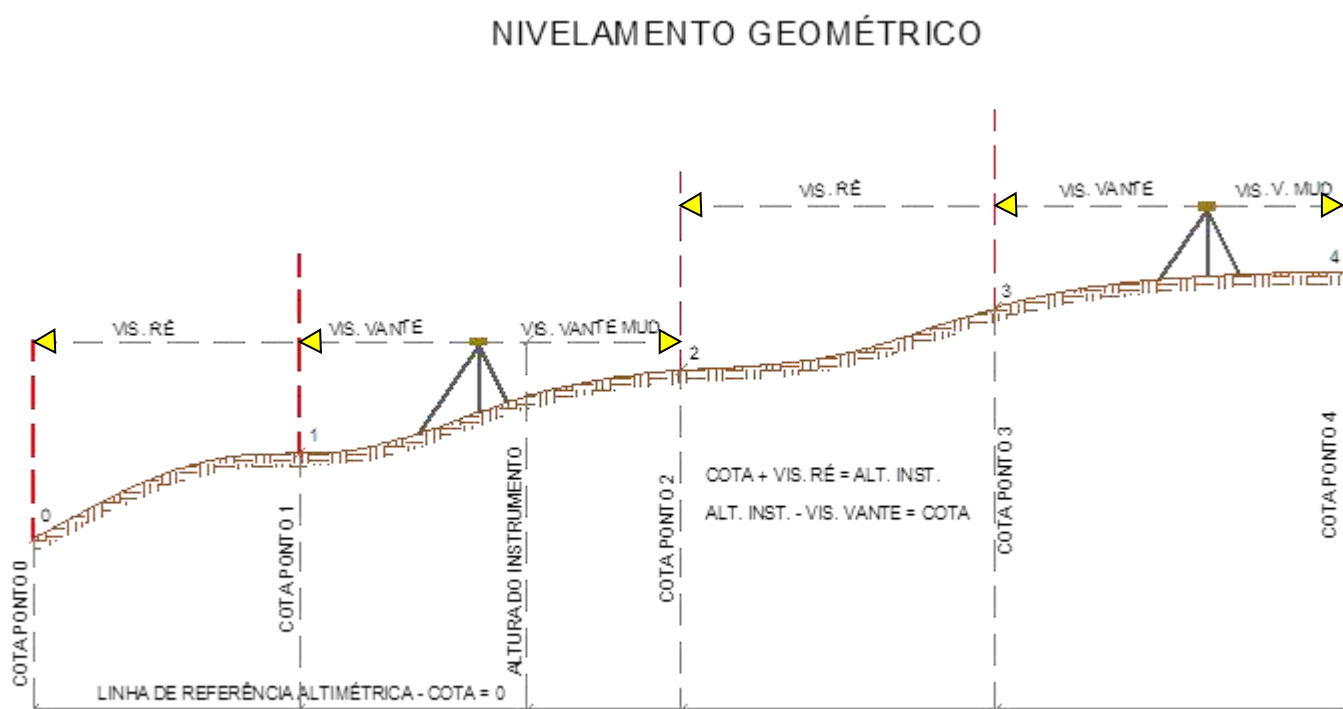 NIVELAMENTO GEOMÉTRICO
VIS. RÉ
VIS. VANTE
VIS. V. MUD
VIS. RÉ
VIS. VANTE
VIS. VANTE MUD
0
1
2
3
4
COTA PONTO 0
COTA PONTO 1
ALTURA DO INSTRUMENTO
COTA PONTO 2
COTA PONTO 3
COTA PONTO 4
COTA + VIS. RÉ = ALT. INST.
ALT. INST. - VIS. VANTE = COTA
LINHA DE REFERÊNCIA ALTIMÉTRICA - COTA = 0